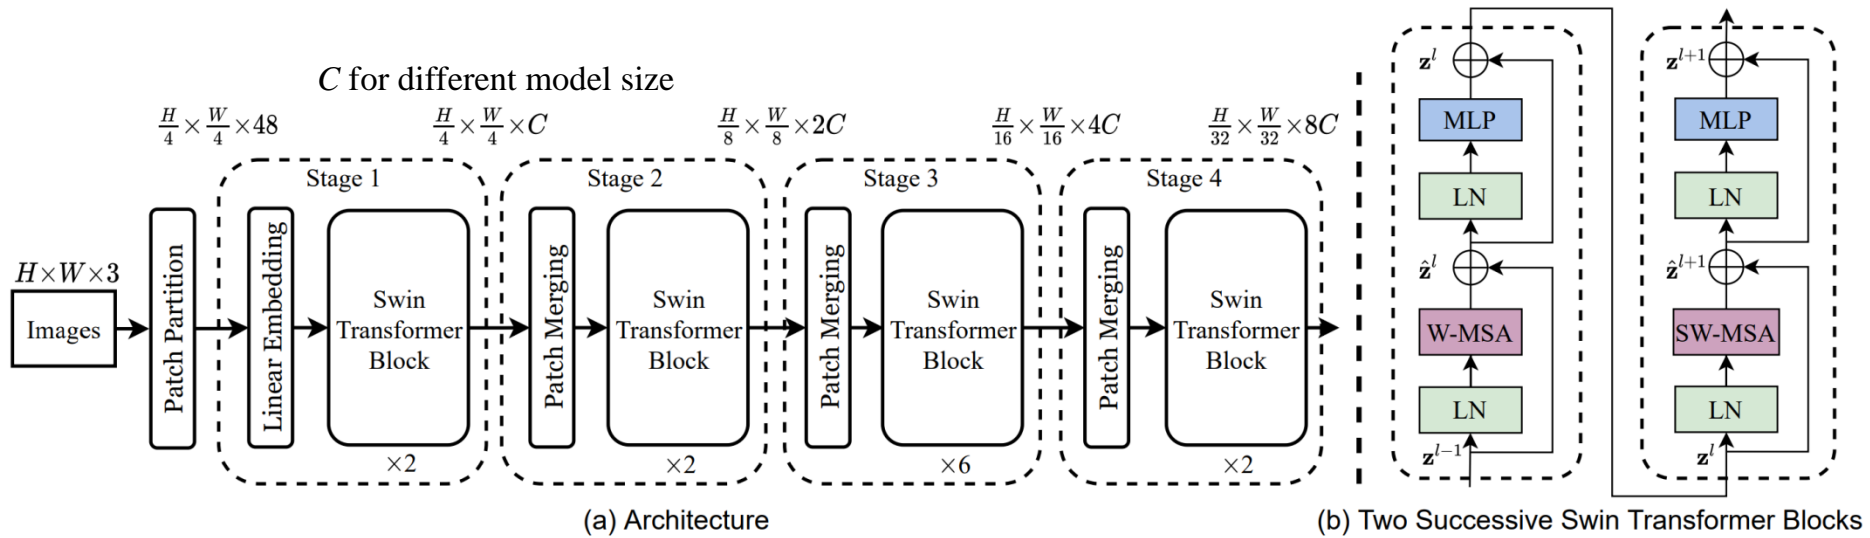 C for different model size
H/4 × W/4 × 48
H/4 × W/4 × C
H/8 × W/8 × 2C
H/16 × W/16 × 4C
H/32 × W/32 × 8C
Stage 1
Stage 2
Stage 3
Stage 4
H×W×3
Images
Patch Partition
Linear Embedding
Swin
Transformer
Block
×2
Patch Merging
Swin
Transformer
Block
×2
Patch Merging
Swin
Transformer
Block
×6
Patch Merging
Swin
Transformer
Block
×2
(a) Architecture
z^l
MLP
LN
ẑ^l
W-MSA
LN
z^{l-1}
z^{l+1}
MLP
LN
ẑ^{l+1}
SW-MSA
LN
z^l
(b) Two Successive Swin Transformer Blocks